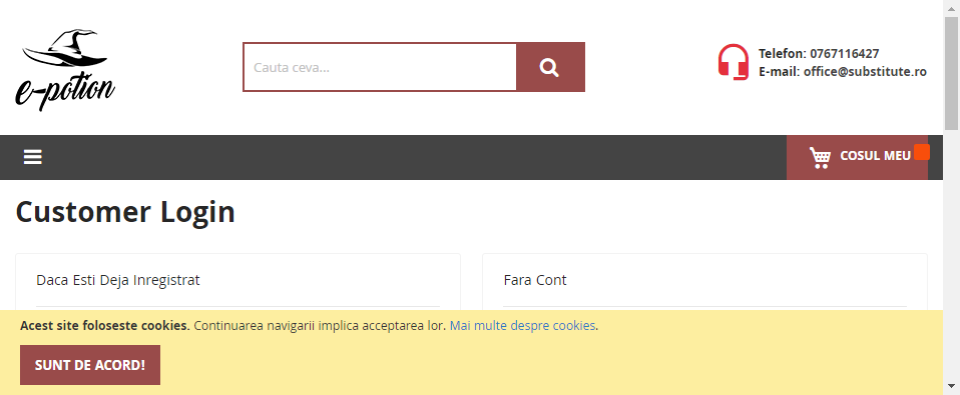 e-potion
Cauta ceva...
Telefon: 0767116427
E-mail: office@substitute.ro
COSUL MEU
Customer Login
Daca Esti Deja Inregistrat
Fara Cont
Acest site foloseste cookies. Continuarea navigarii implica acceptarea lor. Mai multe despre cookies.
SUNT DE ACORD!